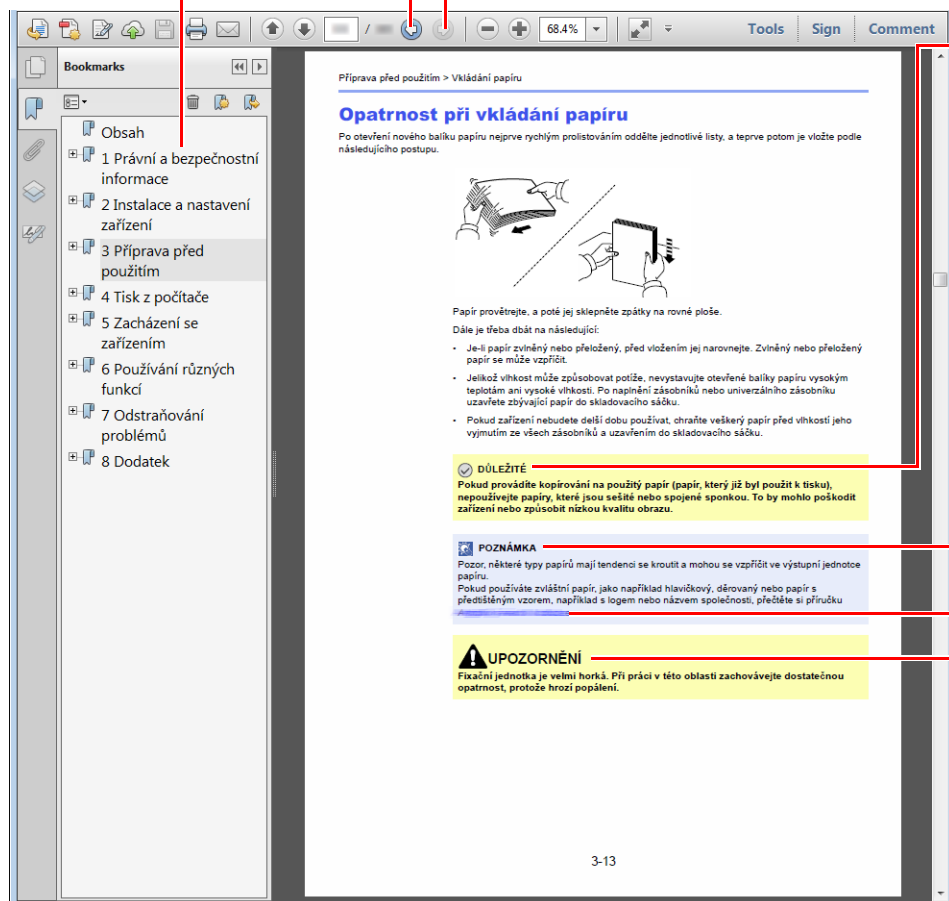 /
68.4%
Tools
Sign
Comment
Bookmarks
Obsah
1 Právní a bezpečnostní
informace
2 Instalace a nastavení
zařízení
3 Příprava před
použitím
4 Tisk z počítače
5 Zacházení se
zařízením
6 Používání různých
funkcí
7 Odstraňování
problémů
8 Dodatek
Příprava před použitím > Vkládání papíru
Opatrnost při vkládání papíru
Po otevření nového balíku papíru nejprve rychlým prolistováním oddělte jednotlivé listy, a teprve potom je vložte podle
následujícího postupu.
Papír provětrejte, a poté jej sklepněte zpátky na rovné ploše.
Dále je třeba dbát na následující:
• Je-li papír zvlněný nebo přeložený, před vložením jej narovnejte. Zvlněný nebo přeložený
papír se může vzpříčit.
• Jelikož vlhkost může způsobovat potíže, nevystavujte otevřené balíky papíru vysokým
teplotám ani vysoké vlhkosti. Po naplnění zásobníků nebo univerzálního zásobníku
uzavřete zbývající papír do skladovacího sáčku.
• Pokud zařízení nebudete delší dobu používat, chraňte veškerý papír před vlhkostí jeho
vyjmutím ze všech zásobníků a uzavřením do skladovacího sáčku.
DŮLEŽITÉ
Pokud provádíte kopírování na použitý papír (papír, který již byl použit k tisku),
nepoužívejte papíry, které jsou sešité nebo spojené sponkou. To by mohlo poškodit
zařízení nebo způsobit nízkou kvalitu obrazu.
POZNÁMKA
Pozor, některé typy papírů mají tendenci se kroutit a mohou se vzpříčit ve výstupní jednotce
papíru.
Pokud používáte zvláštní papír, jako například hlavičkový, děrovaný nebo papír s
předtištěným vzorem, například s logem nebo názvem společnosti, přečtěte si příručku
UPOZORNĚNÍ
Fixační jednotka je velmi horká. Při práci v této oblasti zachovávejte dostatečnou
opatrnost, protože hrozí popálení.
3-13